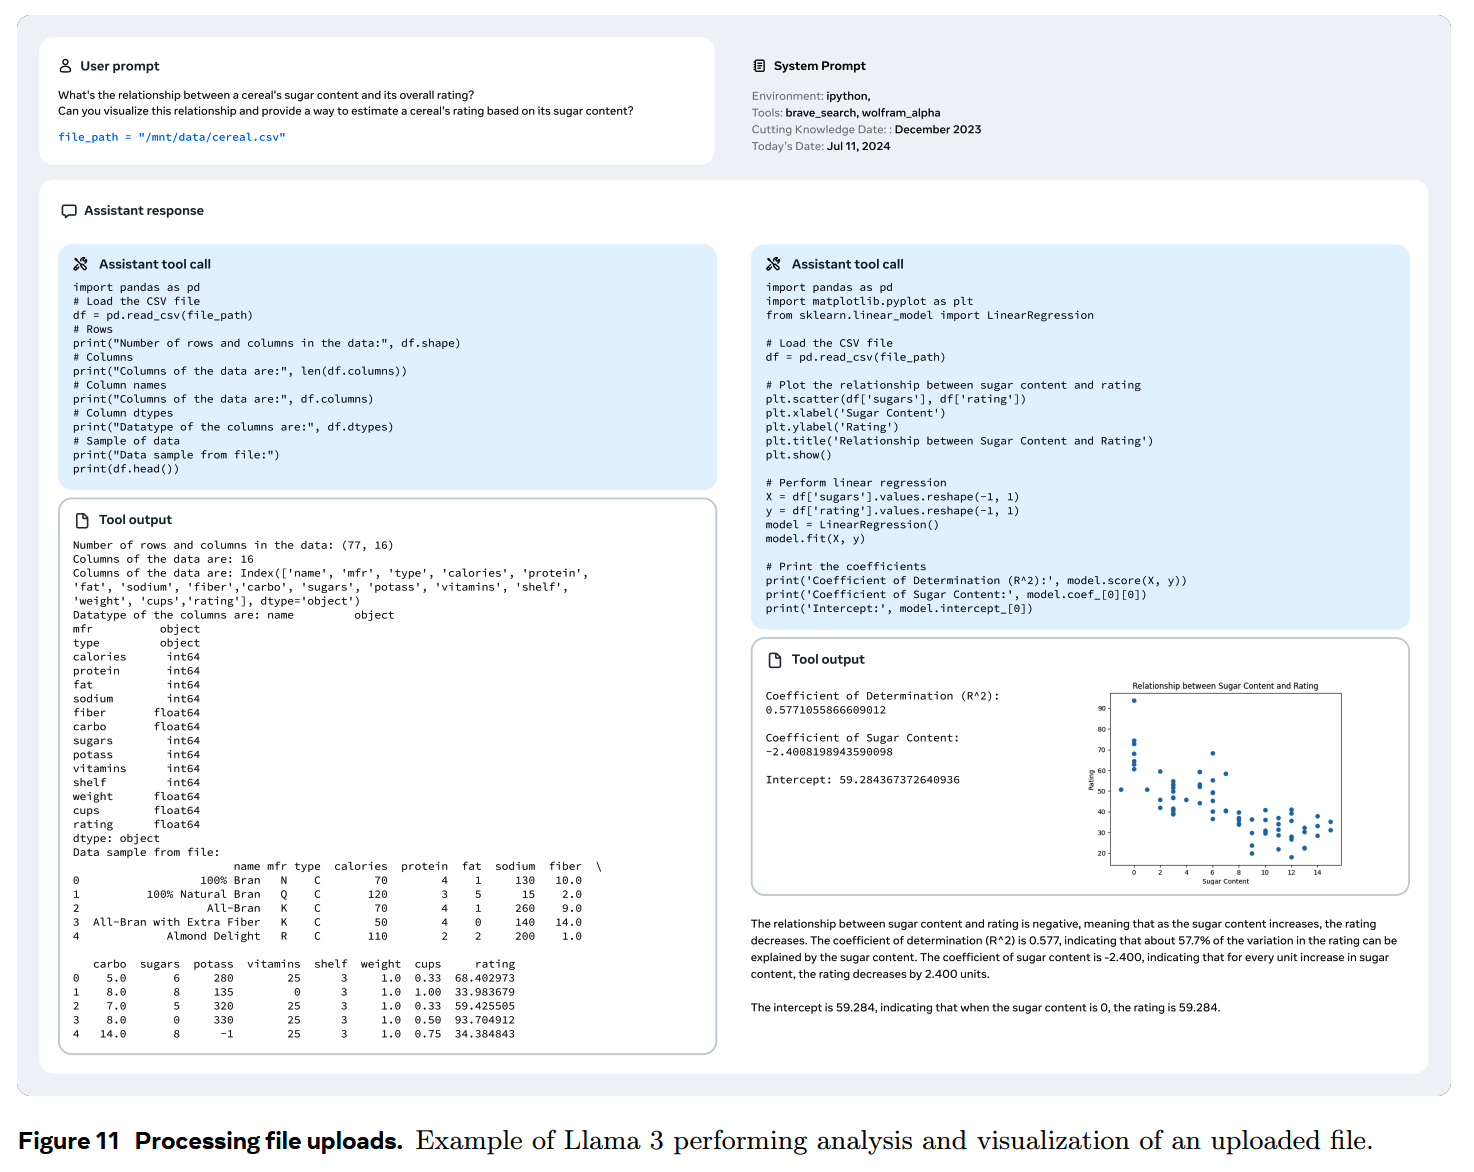 User prompt
What's the relationship between a cereal's sugar content and its overall rating?
Can you visualize this relationship and provide a way to estimate a cereal's rating based on its sugar content?
file_path = "/mnt/data/cereal.csv"
System Prompt
Environment: ipython,
Tools: brave_search, wolfram_alpha
Cutting Knowledge Date: : December 2023
Today's Date: Jul 11, 2024
Assistant response
Assistant tool call
import pandas as pd
# Load the CSV file
df = pd.read_csv(file_path)
# Rows
print("Number of rows and columns in the data:", df.shape)
# Columns
print("Columns of the data are:", len(df.columns))
# Column names
print("Columns of the data are:", df.columns)
# Column dtypes
print("Datatype of the columns are:", df.dtypes)
# Sample of data
print("Data sample from file:")
print(df.head())
Tool output
Number of rows and columns in the data: (77, 16)
Columns of the data are: 16
Columns of the data are: Index(['name', 'mfr', 'type', 'calories', 'protein',
'fat', 'sodium', 'fiber','carbo', 'sugars', 'potass', 'vitamins', 'shelf',
'weight', 'cups','rating'], dtype='object')
Datatype of the columns are: name         object
mfr          object
type         object
calories      int64
protein       int64
fat           int64
sodium        int64
fiber       float64
carbo       float64
sugars        int64
potass        int64
vitamins      int64
shelf         int64
weight      float64
cups        float64
rating      float64
dtype: object
Data sample from file:
name mfr type  calories  protein  fat  sodium  fiber  \
0                  100% Bran   N    C        70        4    1     130   10.0
1          100% Natural Bran   Q    C       120        3    5      15    2.0
2                   All-Bran   K    C        70        4    1     260    9.0
3  All-Bran with Extra Fiber   K    C        50        4    0     140   14.0
4             Almond Delight   R    C       110        2    2     200    1.0
carbo  sugars  potass  vitamins  shelf  weight  cups     rating
0    5.0       6     280        25      3     1.0  0.33  68.402973
1    8.0       8     135         0      3     1.0  1.00  33.983679
2    7.0       5     320        25      3     1.0  0.33  59.425505
3    8.0       0     330        25      3     1.0  0.50  93.704912
4   14.0       8      -1        25      3     1.0  0.75  34.384843
Assistant tool call
import pandas as pd
import matplotlib.pyplot as plt
from sklearn.linear_model import LinearRegression
# Load the CSV file
df = pd.read_csv(file_path)
# Plot the relationship between sugar content and rating
plt.scatter(df['sugars'], df['rating'])
plt.xlabel('Sugar Content')
plt.ylabel('Rating')
plt.title('Relationship between Sugar Content and Rating')
plt.show()
# Perform linear regression
X = df['sugars'].values.reshape(-1, 1)
y = df['rating'].values.reshape(-1, 1)
model = LinearRegression()
model.fit(X, y)
# Print the coefficients
print('Coefficient of Determination (R^2):', model.score(X, y))
print('Coefficient of Sugar Content:', model.coef_[0][0])
print('Intercept:', model.intercept_[0])
Tool output
Coefficient of Determination (R^2):
0.5771055866609012
Coefficient of Sugar Content:
-2.4008198943590098
Intercept: 59.284367372640936
Relationship between Sugar Content and Rating
90
80
70
60
50
40
30
20
Rating
0 2 4 6 8 10 12 14
Sugar Content
The relationship between sugar content and rating is negative, meaning that as the sugar content increases, the rating
decreases. The coefficient of determination (R^2) is 0.577, indicating that about 57.7% of the variation in the rating can be
explained by the sugar content. The coefficient of sugar content is -2.400, indicating that for every unit increase in sugar
content, the rating decreases by 2.400 units.
The intercept is 59.284, indicating that when the sugar content is 0, the rating is 59.284.
Figure 11 Processing file uploads. Example of Llama 3 performing analysis and visualization of an uploaded file.